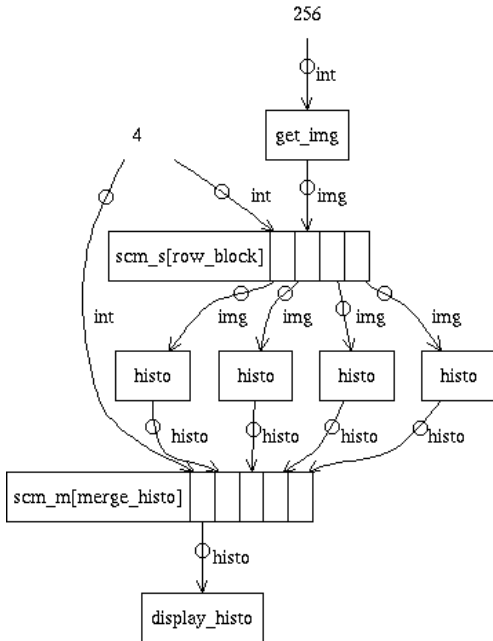 256
int
get_img
4
int
img
scm_s[row_block]
int
img
img
img
img
histo
histo
histo
histo
histo
histo
histo
histo
scm_m[merge_histo]
histo
display_histo